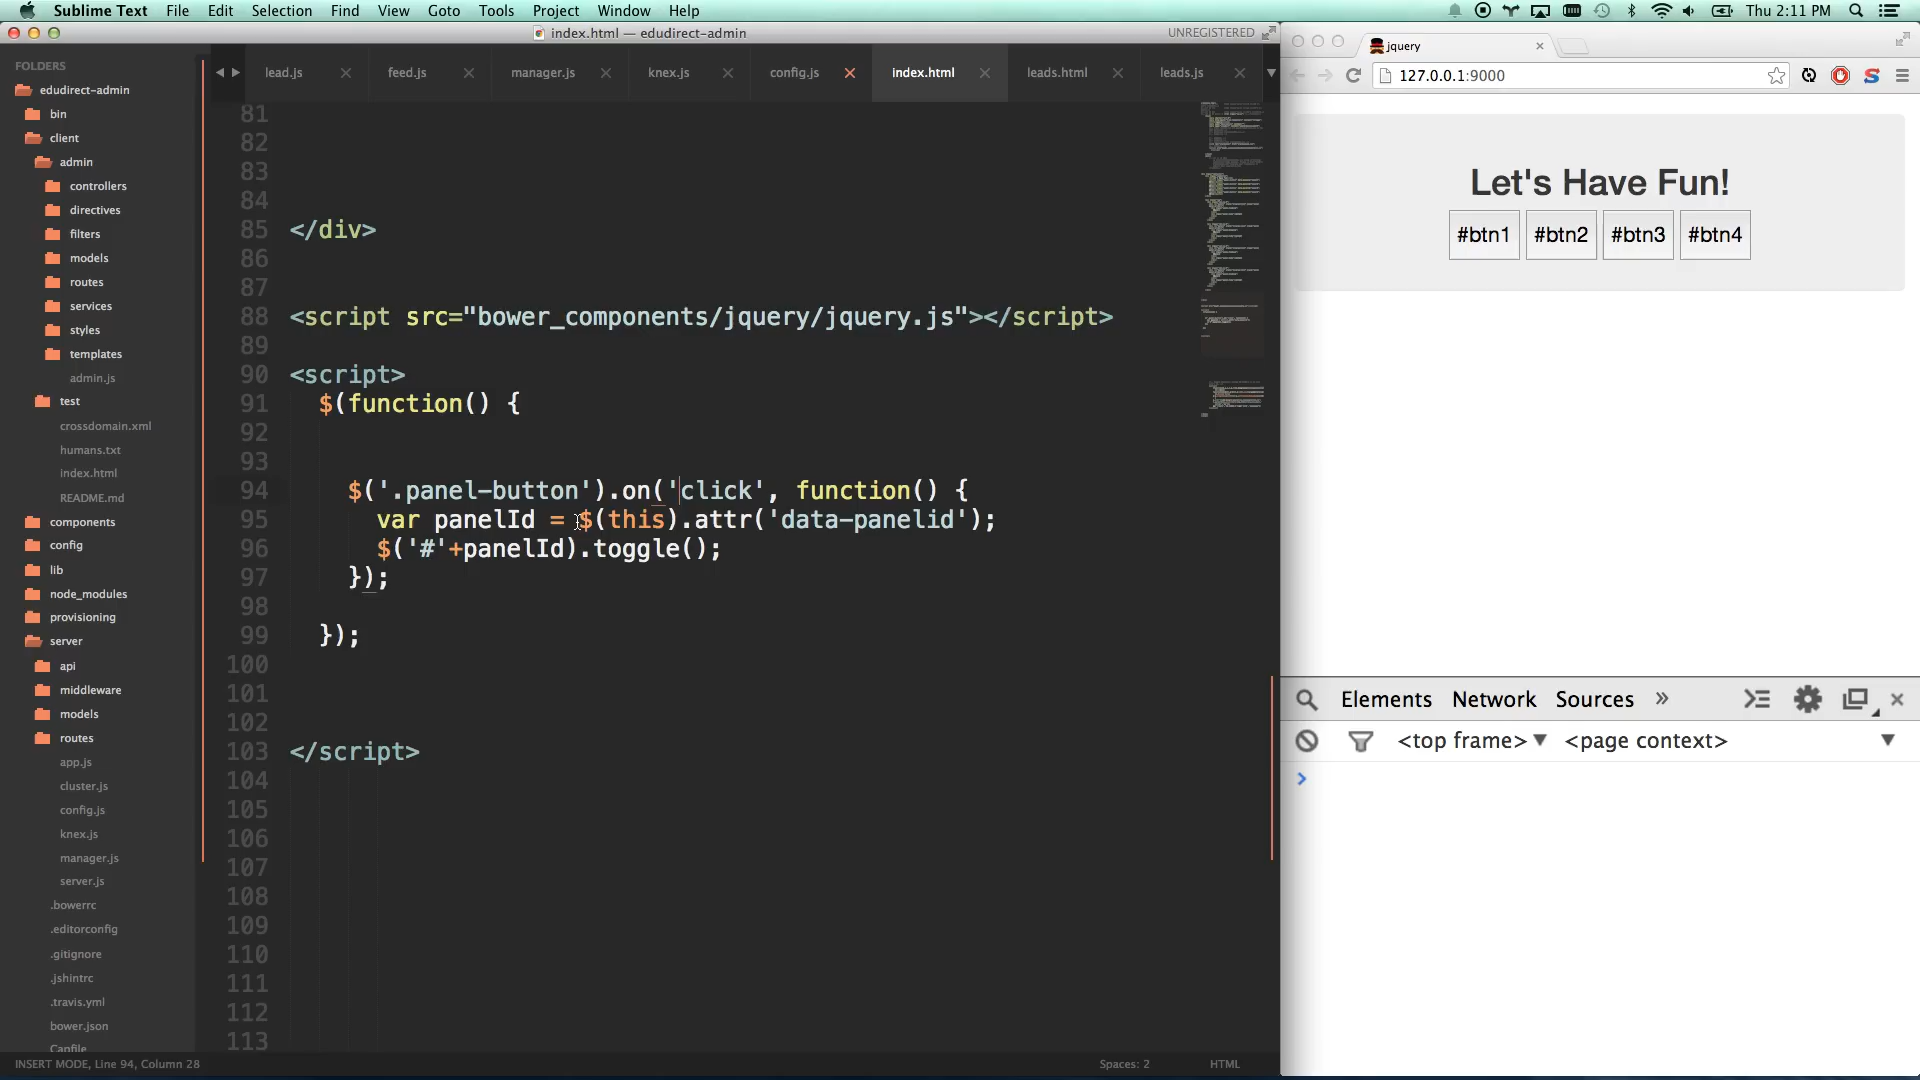 Sublime Text File Edit Selection Find View Goto Tools Project Window Help
Thu 2:11 PM
index.html — edudirect-admin
UNREGISTERED
FOLDERS
edudirect-admin
bin
client
admin
controllers
directives
filters
models
routes
services
styles
templates
admin.js
test
crossdomain.xml
humans.txt
index.html
README.md
components
config
lib
node_modules
provisioning
server
api
middleware
models
routes
app.js
cluster.js
config.js
knex.js
manager.js
server.js
.bowerrc
.editorconfig
.gitignore
.jshintrc
.travis.yml
bower.json
Capfile
lead.js feed.js manager.js knex.js config.js index.html leads.html leads.js
81
82
83
84
85 </div>
86
87
88 <script src="bower_components/jquery/jquery.js"></script>
89
90 <script>
91 $(function() {
92
93
94 $('.panel-button').on('click', function() {
95 var panelId = $(this).attr('data-panelid');
96 $('#'+panelId).toggle();
97 });
98
99 });
100
101
102
103 </script>
104
105
106
107
108
109
110
111
112
113
INSERT MODE, Line 94, Column 28
Spaces: 2
HTML
jquery
127.0.0.1:9000
Let's Have Fun!
#btn1 #btn2 #btn3 #btn4
Elements Network Sources »
<top frame> ▼ <page context> ▼